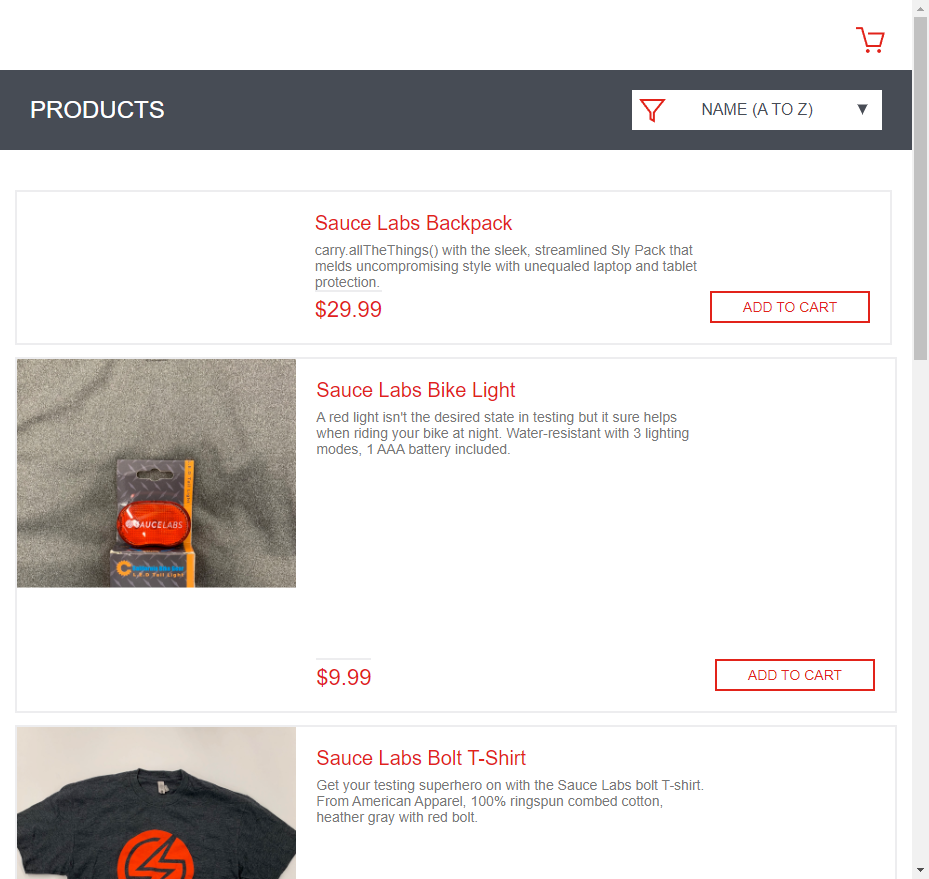 PRODUCTS
NAME (A TO Z)
Sauce Labs Backpack
carry.allTheThings() with the sleek, streamlined Sly Pack that
melds uncompromising style with unequaled laptop and tablet
protection.
$29.99
ADD TO CART
Sauce Labs Bike Light
A red light isn't the desired state in testing but it sure helps
when riding your bike at night. Water-resistant with 3 lighting
modes, 1 AAA battery included.
SAUCELABS
LED Tail Light
$9.99
ADD TO CART
Sauce Labs Bolt T-Shirt
Get your testing superhero on with the Sauce Labs bolt T-shirt.
From American Apparel, 100% ringspun combed cotton,
heather gray with red bolt.